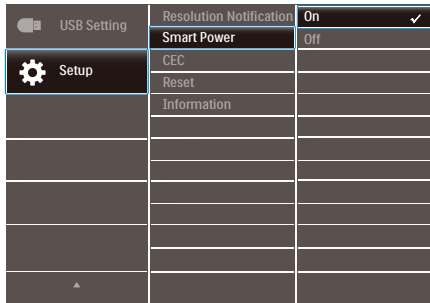 USB Setting
Setup
Resolution Notification
Smart Power
CEC
Reset
Information
On
Off